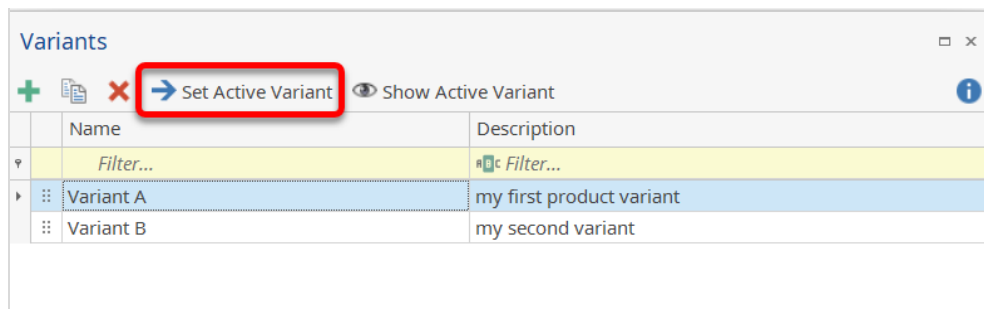 Variants
Set Active Variant Show Active Variant
Name Description
Filter... ABC Filter...
Variant A my first product variant
Variant B my second variant